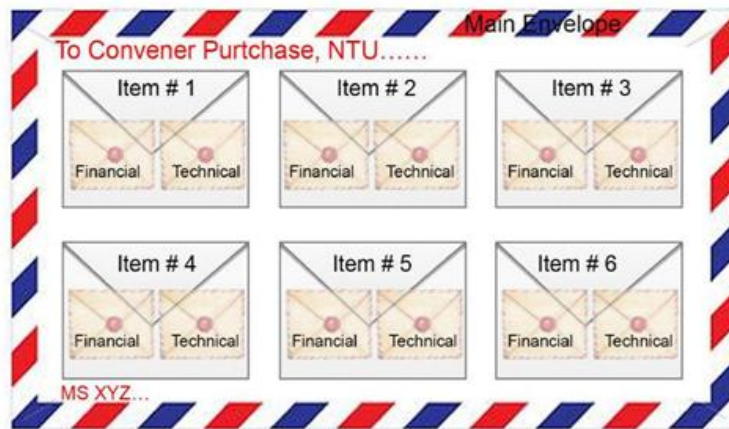 Main Envelope
To Convener Purtchase, NTU......
Item # 1 Item # 2 Item # 3
Financial Technical Financial Technical Financial Technical
Item # 4 Item # 5 Item # 6
Financial Technical Financial Technical Financial Technical
MS XYZ...